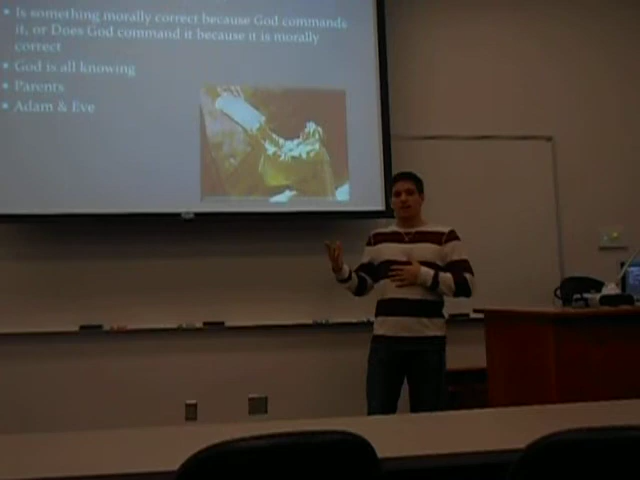 • Is something morally correct because God commands
it, or Does God command it because it is morally
correct
• God is all knowing
• Parents
• Adam & Eve